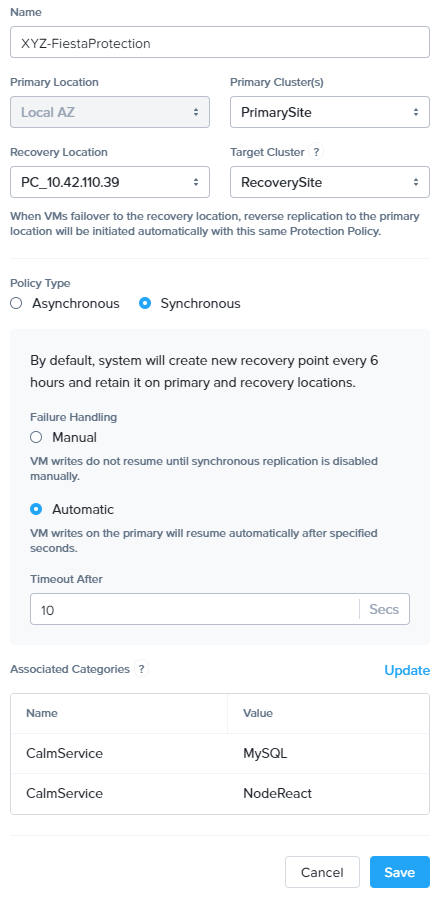 Name
XYZ-FiestaProtection
Primary Location
Primary Cluster(s)
Local AZ
PrimarySite
Recovery Location
Target Cluster ?
PC_10.42.110.39
RecoverySite
When VMs failover to the recovery location, reverse replication to the primary
location will be initiated automatically with this same Protection Policy.
Policy Type
Asynchronous
Synchronous
By default, system will create new recovery point every 6
hours and retain it on primary and recovery locations.
Failure Handling
Manual
VM writes do not resume until synchronous replication is disabled
manually.
Automatic
VM writes on the primary will resume automatically after specified
seconds.
Timeout After
10
Secs
Associated Categories ?
Update
Name
Value
CalmService
MySQL
CalmService
NodeReact
Cancel
Save